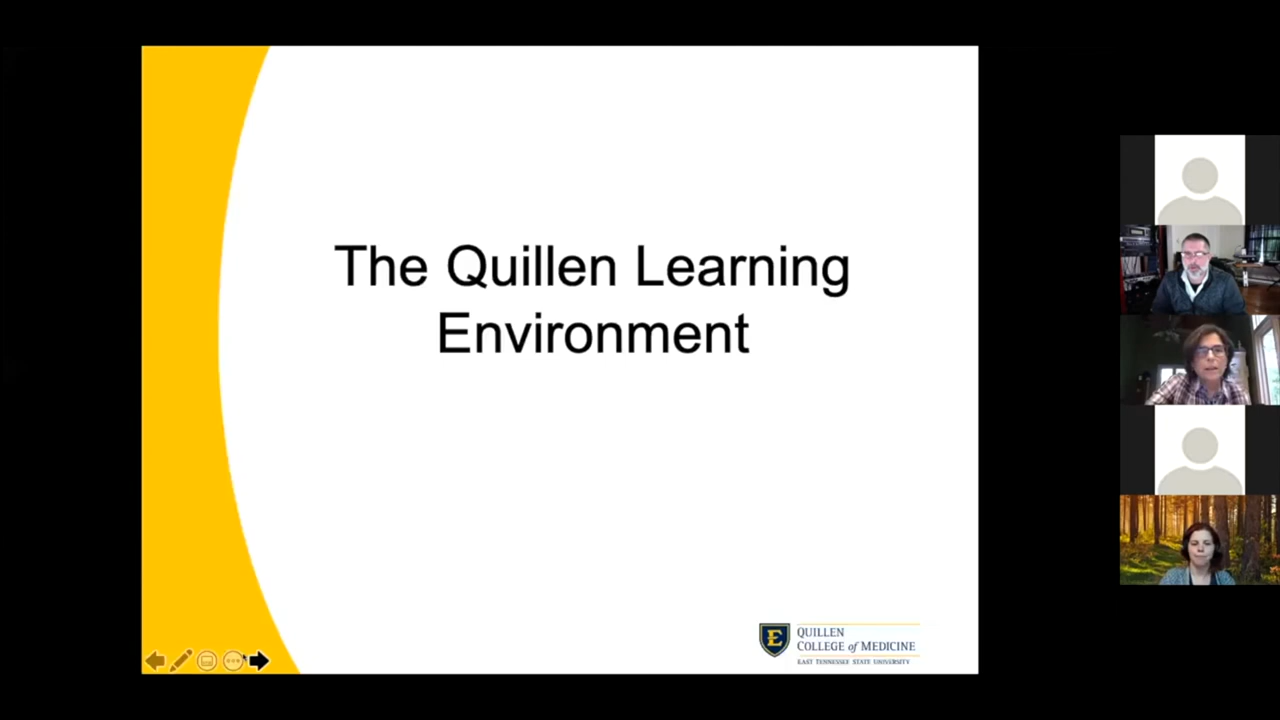 The Quillen Learning
Environment
QUILLEN
COLLEGE of MEDICINE
EAST TENNESSEE STATE UNIVERSITY